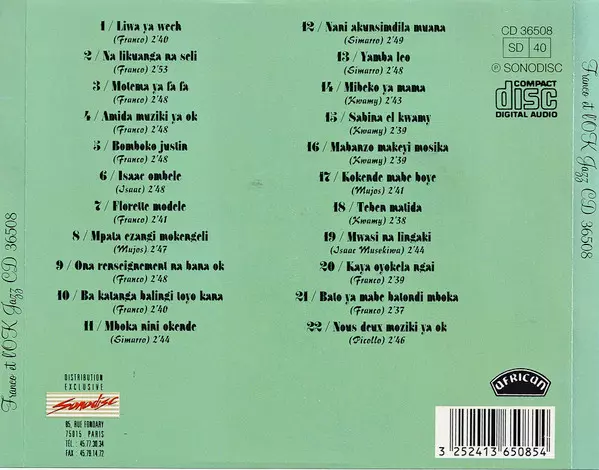 Franco et l'OK Jazz CD 36508
1 / Liwa ya wech
(Franco) 2'40
2 / Na likuanga na seli
(Franco) 2'53
3 / Motema ya fa fa
(Franco) 2'48
4 / Amida muziki ya ok
(Franco) 2'48
5 / Bomboko justin
(Franco) 2'48
6 / Isaac ombele
(Isaac) 2'48
7 / Florette modele
(Franco) 2'41
8 / Mpata ezangi mokengeli
(Mujos) 2'47
9 / Ona renseignement na bana ok
(Franco) 2'48
10 / Ba katanga balingi toyo kana
(Franco) 2'40
11 / Mboka nini okende
(Simarro) 2'44
12 / Nani akunsimdila muana
(Simarro) 2'49
13 / Yamba leo
(Simarro) 2'48
14 / Mibeko ya mama
(Kwamy) 2'43
15 / Sabina el kwamy
(Kwamy) 2'39
16 / Mabanzo makeyi mosika
(Kwamy) 2'39
17 / Kokende mabe boye
(Mujos) 2'41
18 / Teben matida
(Kwamy) 2'38
19 / Mwasi na lingaki
(Isaac Musekiwa) 2'44
20 / Kaya oyokela ngai
(Franco) 2'39
21 / Bato ya mabe batondi mboka
(Franco) 2'37
22 / Nous deux moziki ya ok
(Picollo) 2'46
CD 36508
SD 40
℗ SONODISC
COMPACT
disc
DIGITAL AUDIO
DISTRIBUTION
EXCLUSIVE
Sonodisc
85, RUE FONDARY
75015 PARIS
TEL : 45.77.30.34
FAX : 45.79.14.72
AFRICAN
3 252413 650854
Franco et l'OK Jazz CD 36508